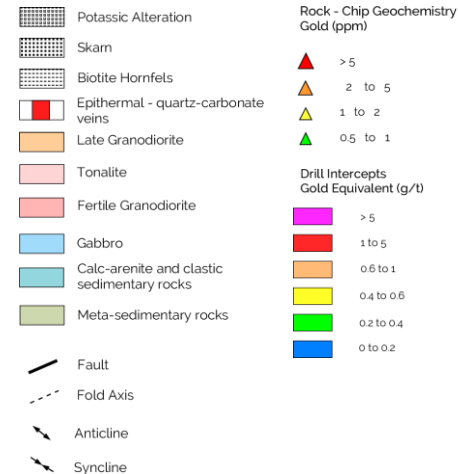 Potassic Alteration
Skarn
Biotite Hornfels
Epithermal - quartz-carbonate
veins
Late Granodiorite
Tonalite
Fertile Granodiorite
Gabbro
Calc-arenite and clastic
sedimentary rocks
Meta-sedimentary rocks
Fault
Fold Axis
Anticline
Syncline
Rock - Chip Geochemistry
Gold (ppm)
> 5
2 to 5
1 to 2
0.5 to 1
Drill Intercepts
Gold Equivalent (g/t)
> 5
1 to 5
0.6 to 1
0.4 to 0.6
0.2 to 0.4
0 to 0.2